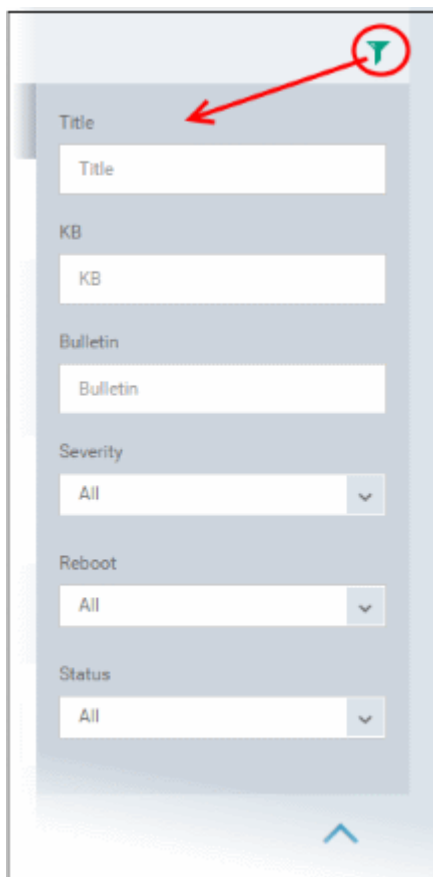 Title
Title
KB
KB
Bulletin
Bulletin
Severity
All
Reboot
All
Status
All